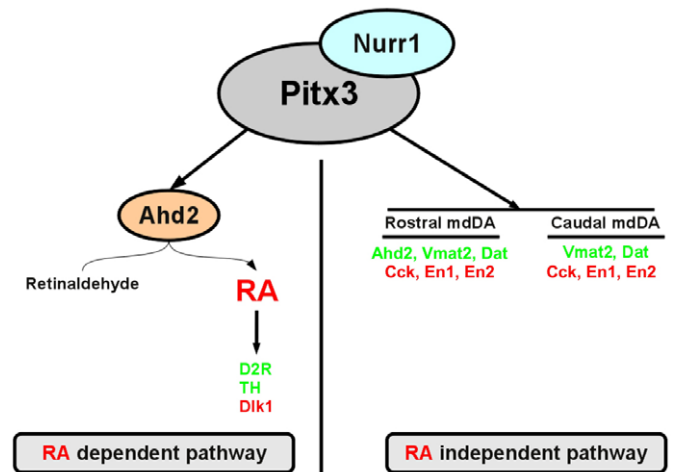 Nurr1
Pitx3
Ahd2
Retinaldehyde
RA
D2R
TH
Dlk1
RA dependent pathway
Rostral mdDA
Ahd2, Vmat2, Dat
Cck, En1, En2
Caudal mdDA
Vmat2, Dat
Cck, En1, En2
RA independent pathway